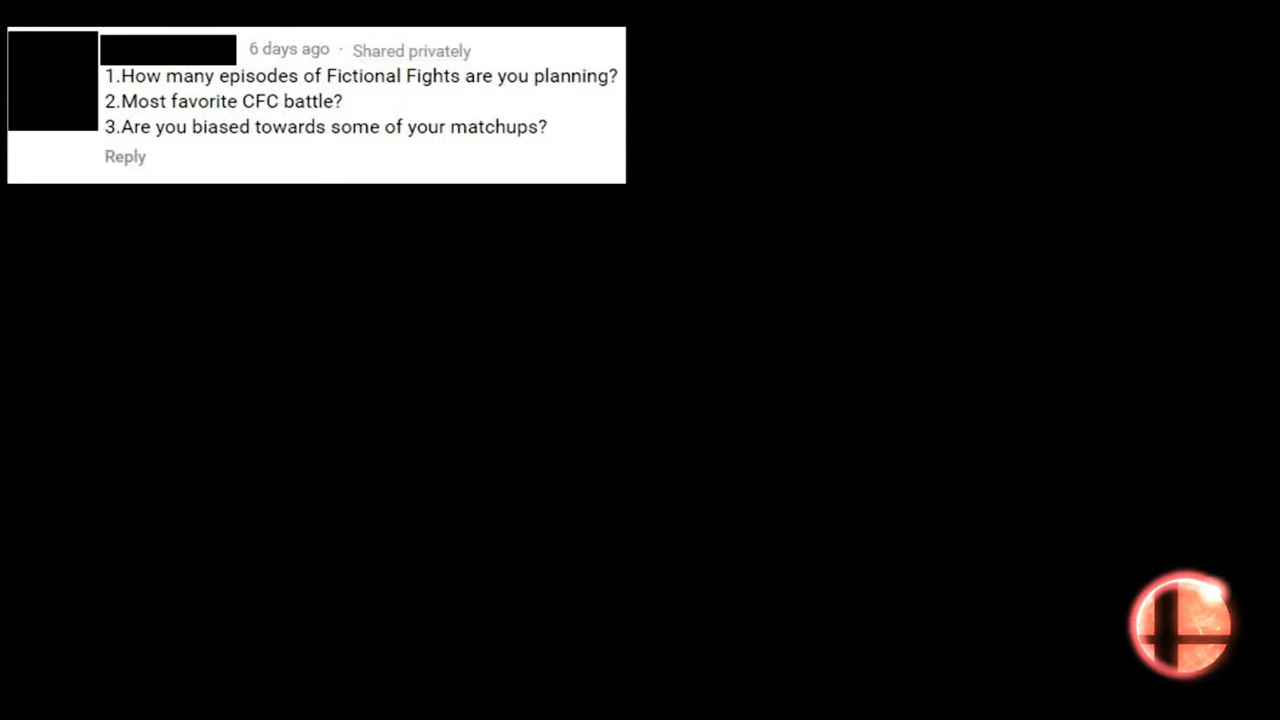 6 days ago · Shared privately
1.How many episodes of Fictional Fights are you planning?
2.Most favorite CFC battle?
3.Are you biased towards some of your matchups?
Reply